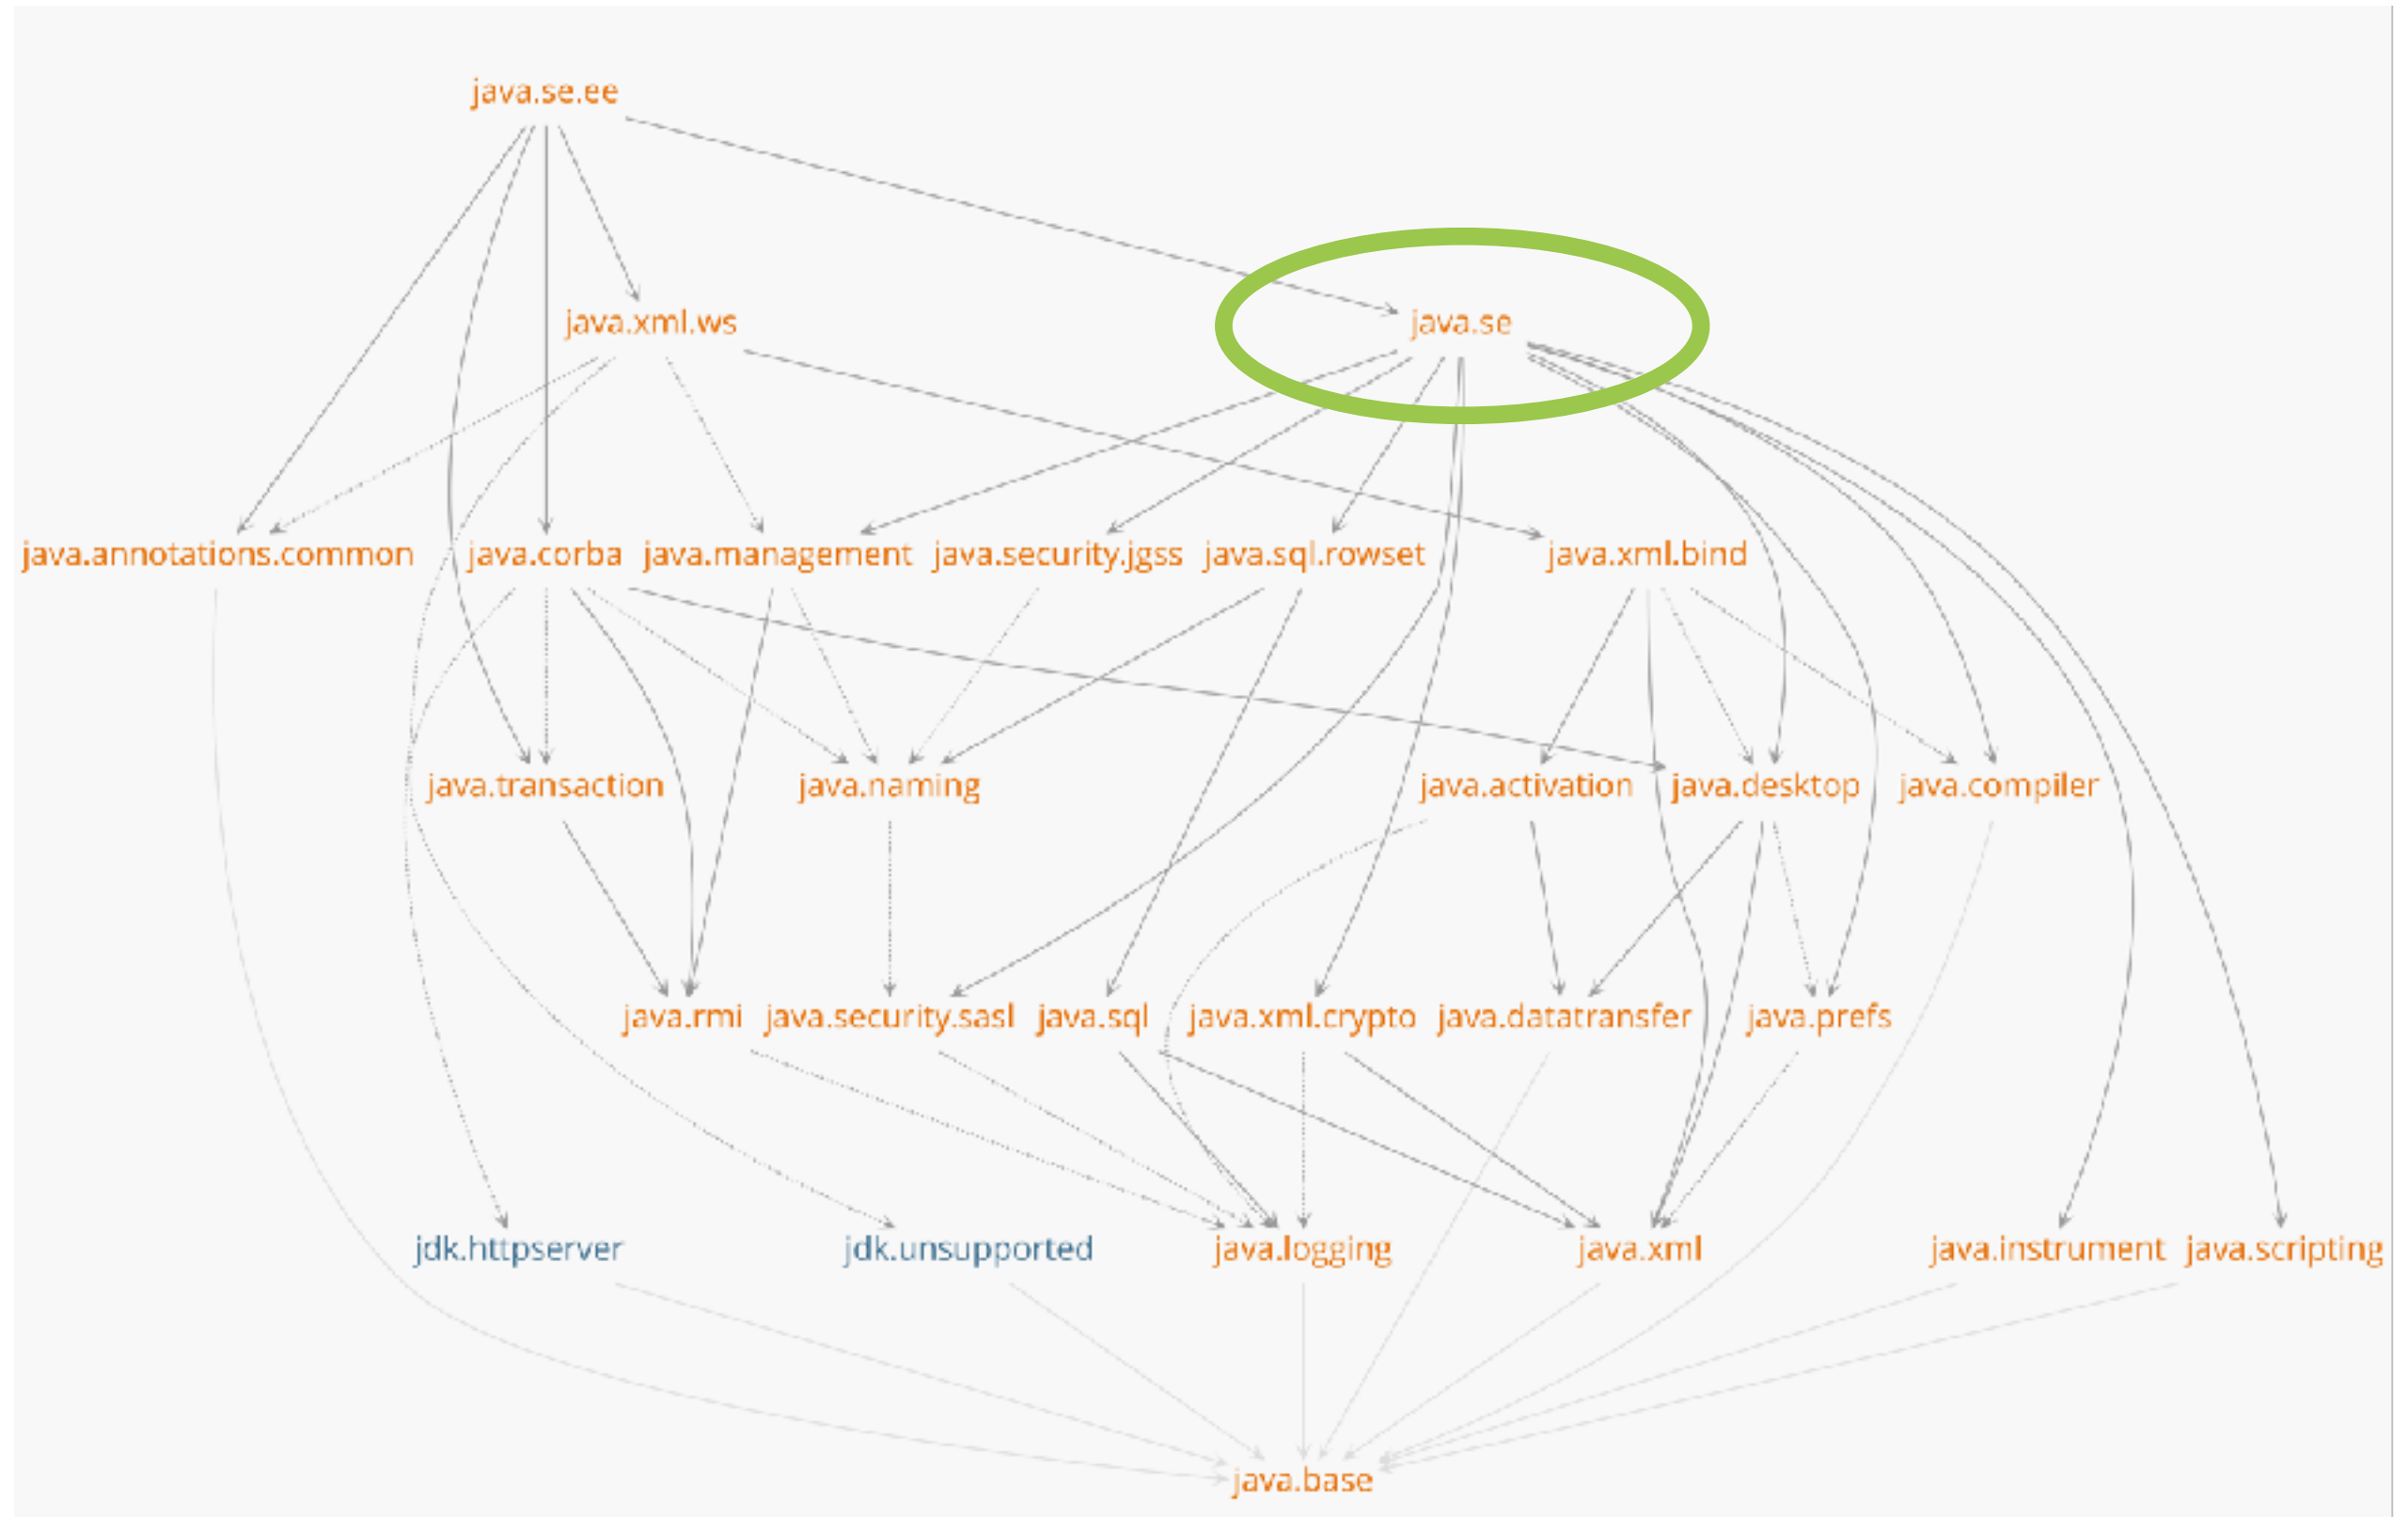 java.se.ee
java.xml.ws
java.se
java.annotations.common
java.corba
java.management
java.security.jgss
java.sql.rowset
java.xml.bind
java.transaction
java.naming
java.activation
java.desktop
java.compiler
java.rmi
java.security.sasl
java.sql
java.xml.crypto
java.datatransfer
java.prefs
jdk.httpserver
jdk.unsupported
java.logging
java.xml
java.instrument
java.scripting
java.base